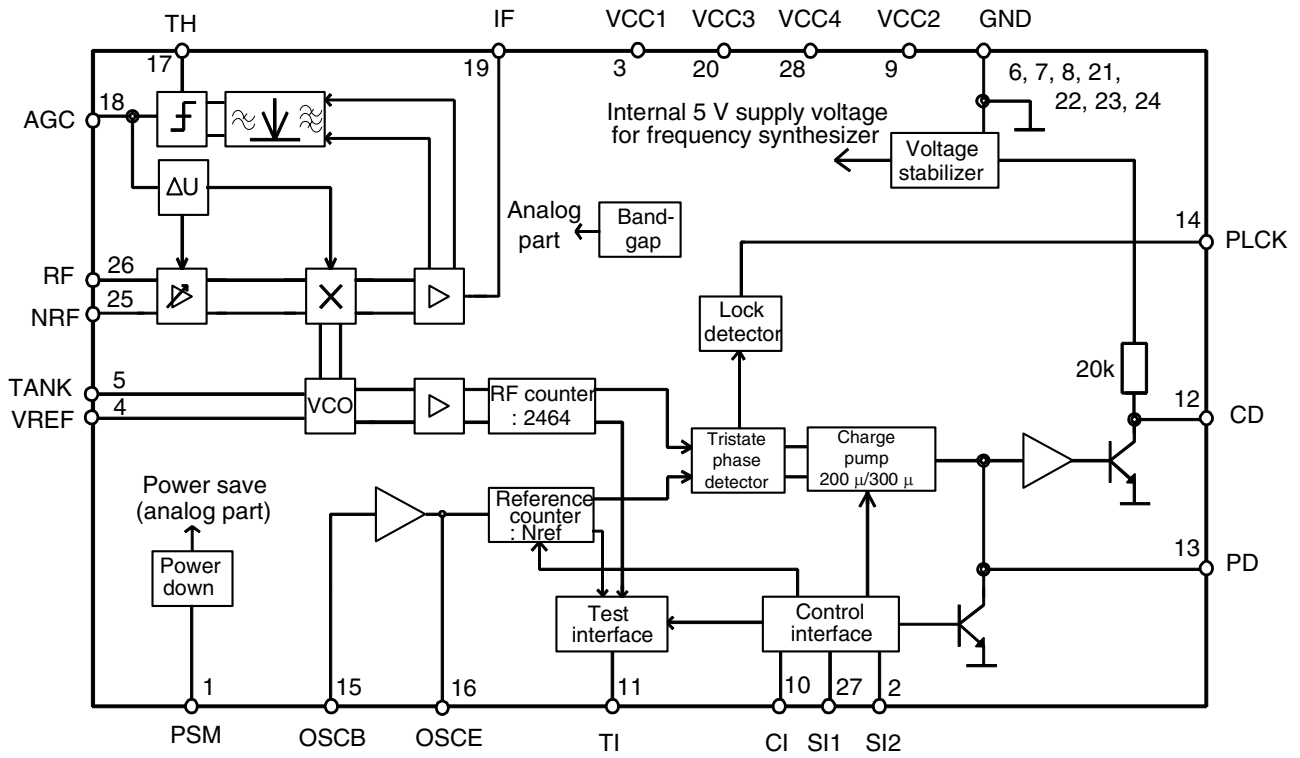 TH
IF
VCC1
VCC3
VCC4
VCC2
GND
17
19
3
20
28
9
6, 7, 8, 21,
22, 23, 24
AGC
18
Internal 5 V supply voltage
for frequency synthesizer
Voltage
stabilizer
ΔU
Analog
part
Band-
gap
14
PLCK
RF
26
NRF
25
Lock
detector
20k
TANK
5
VREF
4
VCO
RF counter
: 2464
12
CD
Tristate
phase
detector
Charge
pump
200 µ/300 µ
Power save
(analog part)
Reference
counter
: Nref
Power
down
13
PD
Test
interface
Control
interface
1
15
16
11
10
27
2
PSM
OSCB
OSCE
TI
CI
SI1
SI2